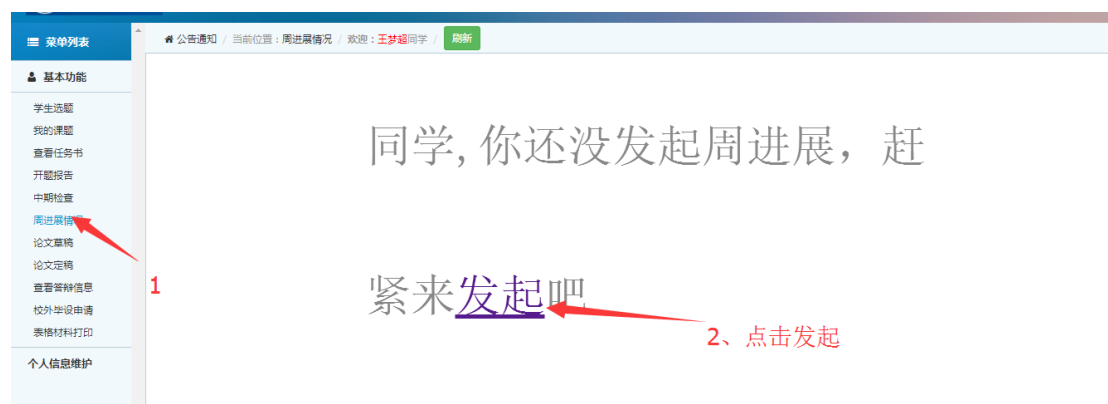 菜单列表
公告通知 / 当前位置：周进展情况 / 欢迎：王梦超同学 / 刷新
基本功能
学生选题
我的课题
查看任务书
开题报告
中期检查
周进展情况
论文草稿
论文定稿
查看答辩信息
校外毕设申请
表格材料打印
个人信息维护
同学,你还没发起周进展，赶
紧来发起吧
1
2、点击发起